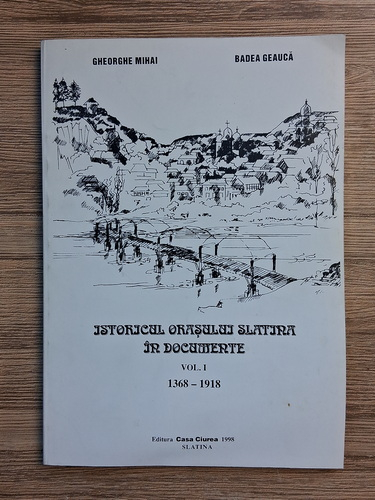 GHEORGHE MIHAI
BADEA GEAUCĂ
ISTORICUL ORAŞULUI SLATINA
ÎN DOCUMENTE
VOL. I
1368 – 1918
Editura Casa Ciurea 1998
SLATINA